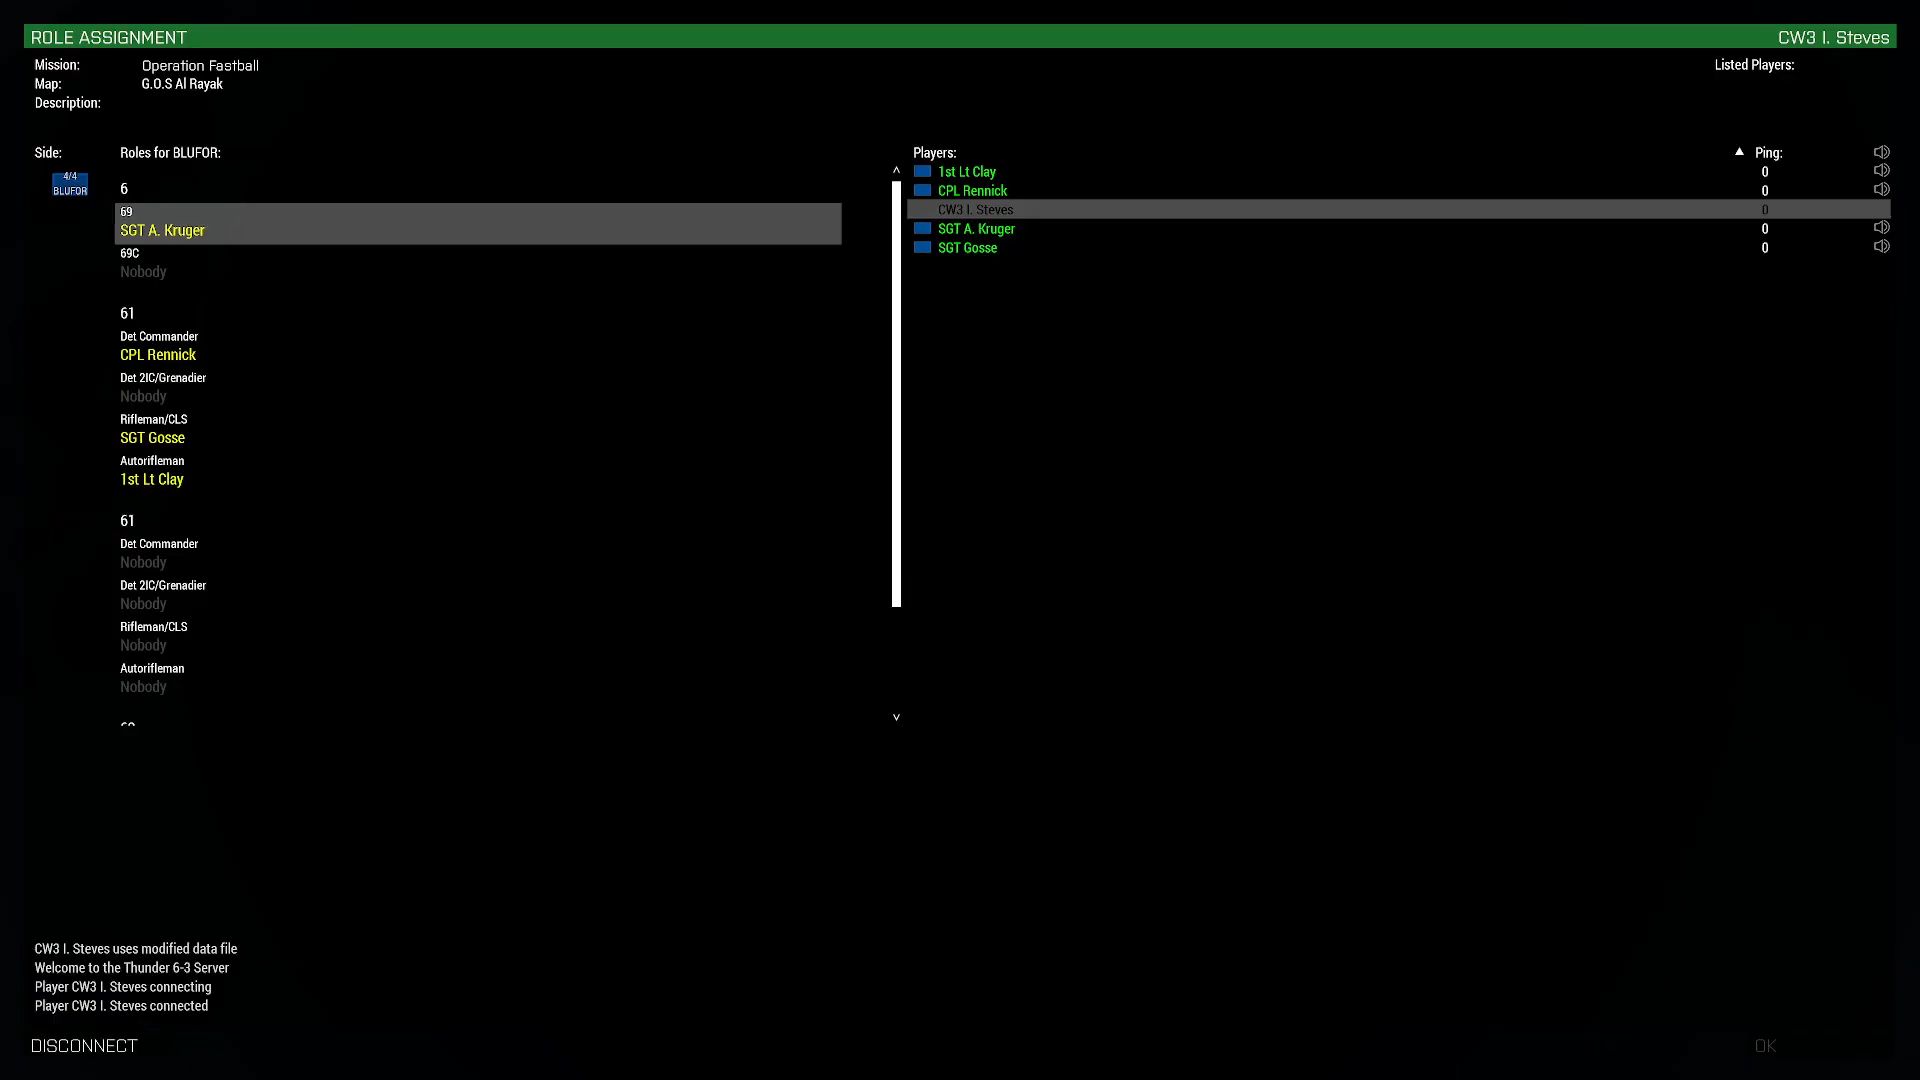 ROLE ASSIGNMENT
CW3 I. Steves
Mission: Operation Fastball
Listed Players:
Map: G.O.S Al Rayak
Description:
Side:
4/4
BLUFOR
Roles for BLUFOR:
6
69
SGT A. Kruger
69C
Nobody
61
Det Commander
CPL Rennick
Det 2IC/Grenadier
Nobody
Rifleman/CLS
SGT Gosse
Autorifleman
1st Lt Clay
61
Det Commander
Nobody
Det 2IC/Grenadier
Nobody
Rifleman/CLS
Nobody
Autorifleman
Nobody
Players: Ping:
1st Lt Clay 0
CPL Rennick 0
CW3 I. Steves 0
SGT A. Kruger 0
SGT Gosse 0
CW3 I. Steves uses modified data file
Welcome to the Thunder 6-3 Server
Player CW3 I. Steves connecting
Player CW3 I. Steves connected
DISCONNECT
OK